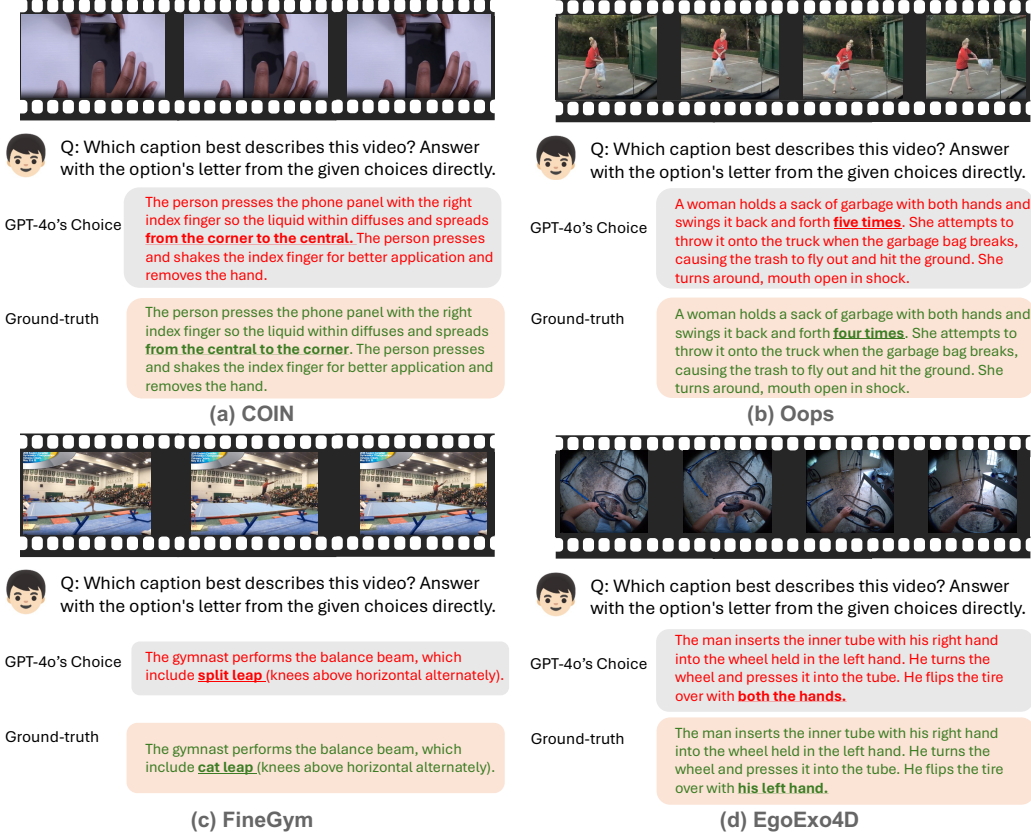 Q: Which caption best describes this video? Answer
with the option's letter from the given choices directly.
GPT-4o's Choice
The person presses the phone panel with the right
index finger so the liquid within diffuses and spreads
from the corner to the central. The person presses
and shakes the index finger for better application and
removes the hand.
Ground-truth
The person presses the phone panel with the right
index finger so the liquid within diffuses and spreads
from the central to the corner. The person presses
and shakes the index finger for better application and
removes the hand.
(a) COIN
Q: Which caption best describes this video? Answer
with the option's letter from the given choices directly.
GPT-4o's Choice
A woman holds a sack of garbage with both hands and
swings it back and forth five times. She attempts to
throw it onto the truck when the garbage bag breaks,
causing the trash to fly out and hit the ground. She
turns around, mouth open in shock.
Ground-truth
A woman holds a sack of garbage with both hands and
swings it back and forth four times. She attempts to
throw it onto the truck when the garbage bag breaks,
causing the trash to fly out and hit the ground. She
turns around, mouth open in shock.
(b) Oops
Q: Which caption best describes this video? Answer
with the option's letter from the given choices directly.
GPT-4o's Choice
The gymnast performs the balance beam, which
include split leap (knees above horizontal alternately).
Ground-truth
The gymnast performs the balance beam, which
include cat leap (knees above horizontal alternately).
(c) FineGym
Q: Which caption best describes this video? Answer
with the option's letter from the given choices directly.
GPT-4o's Choice
The man inserts the inner tube with his right hand
into the wheel held in the left hand. He turns the
wheel and presses it into the tube. He flips the tire
over with both the hands.
Ground-truth
The man inserts the inner tube with his right hand
into the wheel held in the left hand. He turns the
wheel and presses it into the tube. He flips the tire
over with his left hand.
(d) EgoExo4D